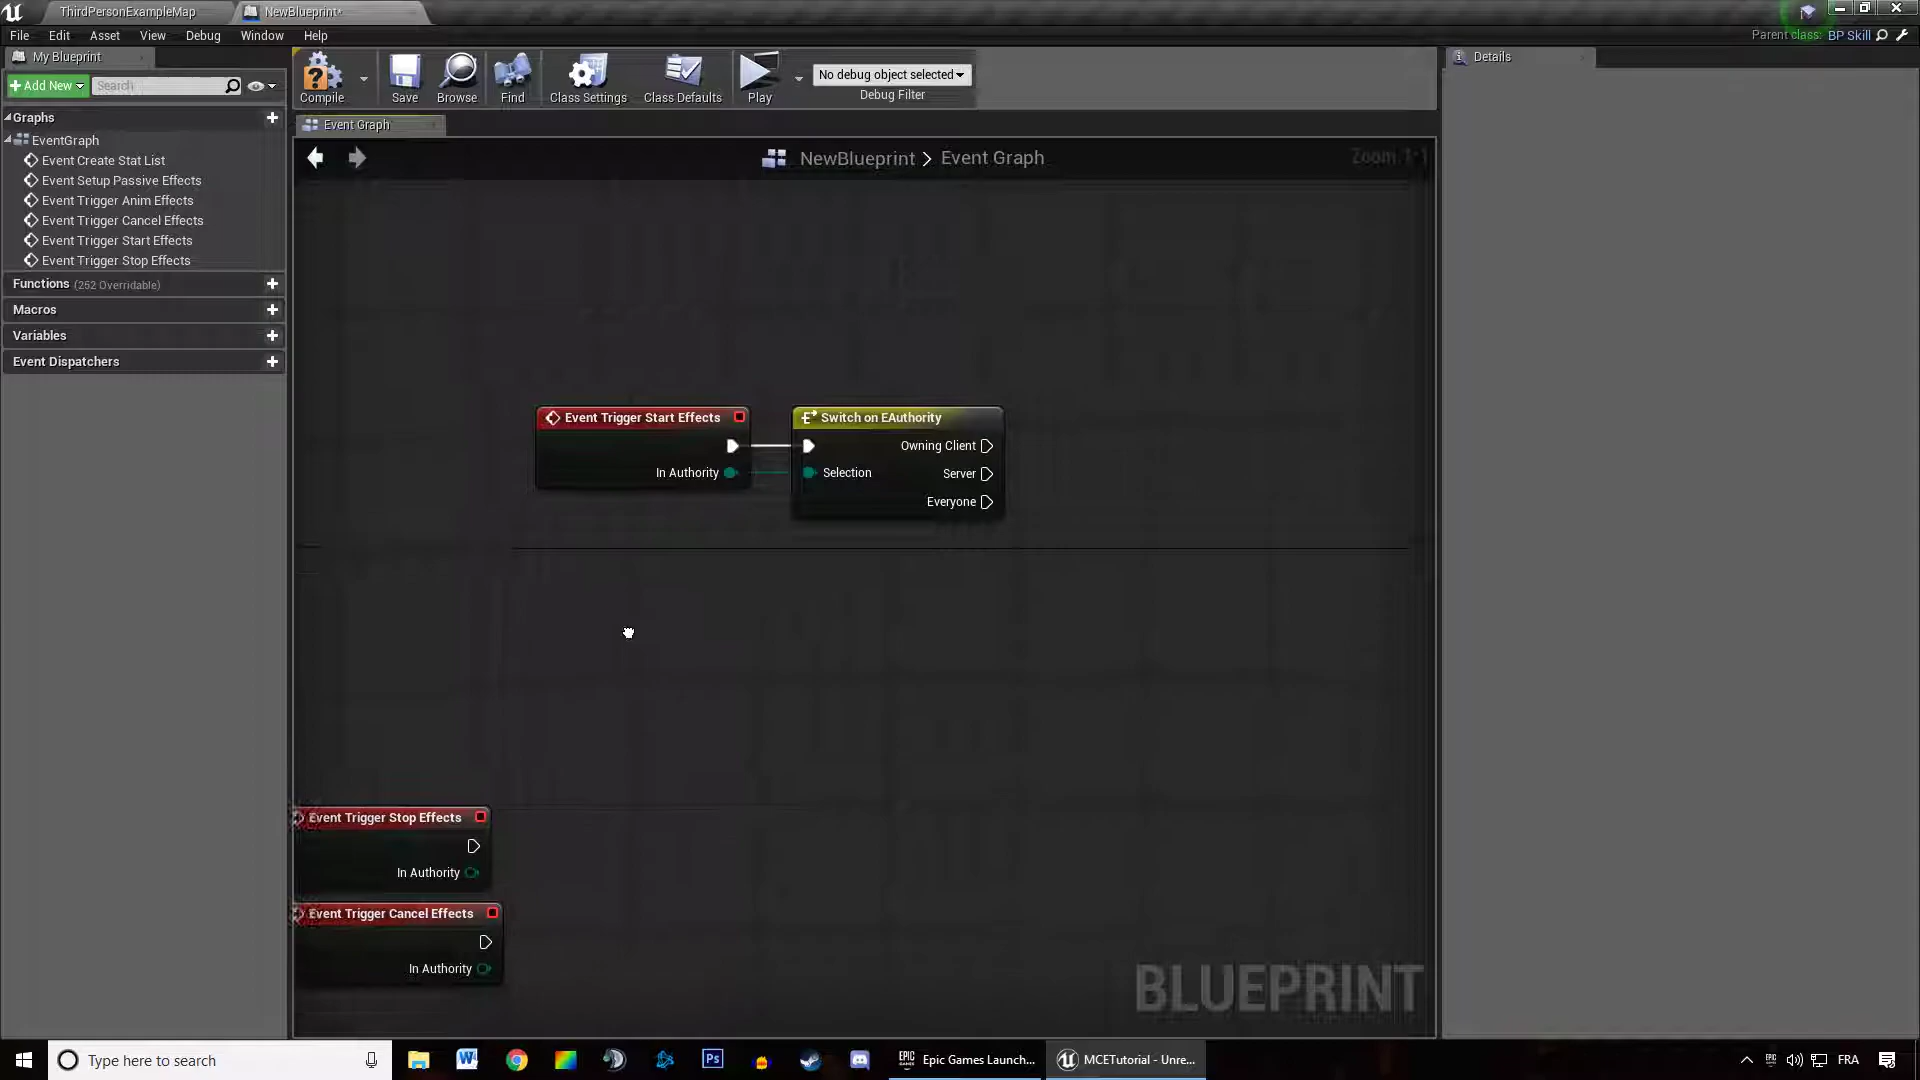 ThirdPersonExampleMap
NewBlueprint*
File Edit Asset View Debug Window Help
Parent class: BP Skill
My Blueprint
Add New
Search
Compile
Save
Browse
Find
Class Settings
Class Defaults
Play
No debug object selected
Debug Filter
Details
Graphs
EventGraph
Event Create Stat List
Event Setup Passive Effects
Event Trigger Anim Effects
Event Trigger Cancel Effects
Event Trigger Start Effects
Event Trigger Stop Effects
Functions (252 Overridable)
Macros
Variables
Event Dispatchers
Event Graph
NewBlueprint > Event Graph
Zoom 1:1
Event Trigger Start Effects
In Authority
Switch on EAuthority
Owning Client
Selection
Server
Everyone
Event Trigger Stop Effects
In Authority
Event Trigger Cancel Effects
In Authority
BLUEPRINT
Type here to search
Epic Games Launch...
MCETutorial - Unre...
FRA